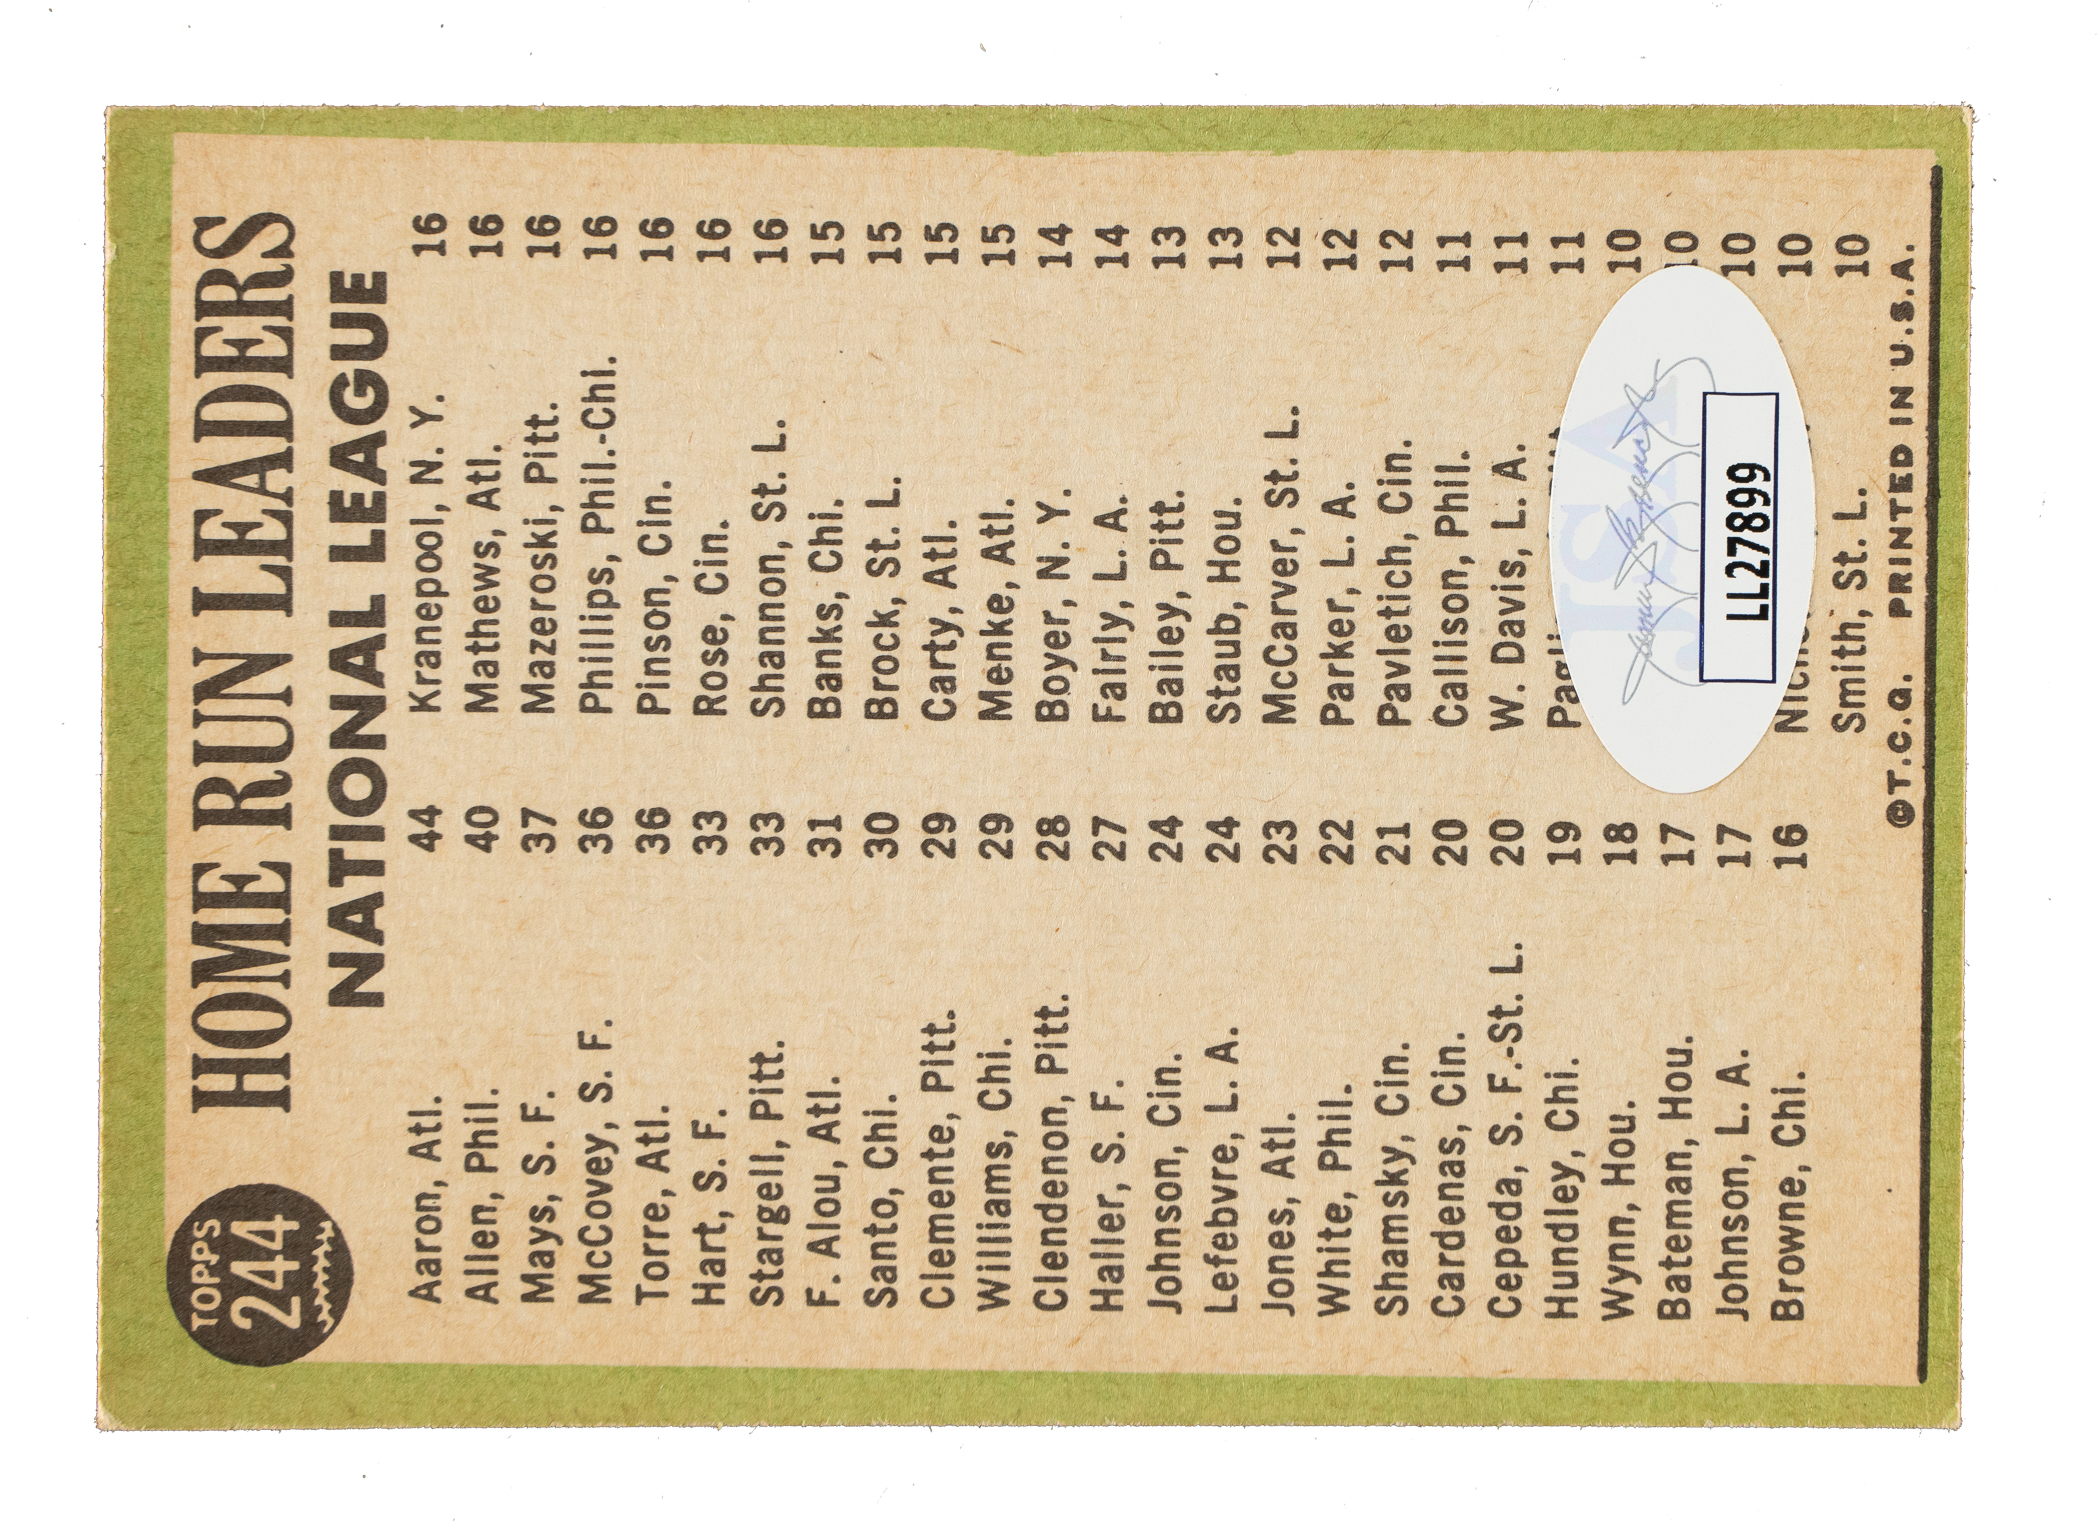 TOPPS
244
HOME RUN LEADERS
NATIONAL LEAGUE
Aaron, Atl. 44
Allen, Phil. 40
Mays, S. F. 37
McCovey, S. F. 36
Torre, Atl. 36
Hart, S. F. 33
Stargell, Pitt. 33
F. Alou, Atl. 31
Santo, Chi. 30
Clemente, Pitt. 29
Williams, Chi. 29
Clendenon, Pitt. 28
Haller, S. F. 27
Johnson, Cin. 24
Lefebvre, L. A. 24
Jones, Atl. 23
White, Phil. 22
Shamsky, Cin. 21
Cardenas, Cin. 20
Cepeda, S. F.-St. L. 20
Hundley, Chi. 19
Wynn, Hou. 18
Bateman, Hou. 17
Johnson, L. A. 17
Browne, Chi. 16
Kranepool, N. Y. 16
Mathews, Atl. 16
Mazeroski, Pitt. 16
Phillips, Phil.-Chi. 16
Pinson, Cin. 16
Rose, Cin. 16
Shannon, St. L. 16
Banks, Chi. 15
Brock, St. L. 15
Carty, Atl. 15
Menke, Atl. 15
Boyer, N. Y. 14
Fairly, L. A. 14
Bailey, Pitt. 13
Staub, Hou. 13
McCarver, St. L. 12
Parker, L. A. 12
Pavletich, Cin. 12
Callison, Phil. 11
W. Davis, L. A. 11
11
10
10
10
10
Smith, St. L. 10
JSA
LL27899
©T.C.G. PRINTED IN U.S.A.